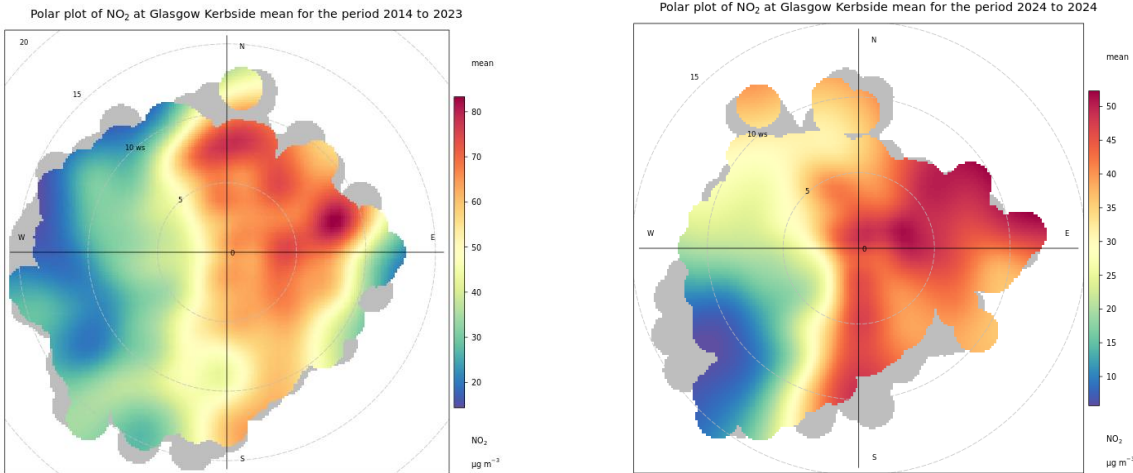 Polar plot of NO₂ at Glasgow Kerbside mean for the period 2014 to 2023
20
N
mean
15
80
10 ws
70
5
60
50
W
0
E
40
30
20
NO₂
S
μg m⁻³
Polar plot of NO₂ at Glasgow Kerbside mean for the period 2024 to 2024
N
mean
15
50
10 ws
45
40
5
35
30
W
0
E
25
20
15
10
NO₂
S
μg m⁻³